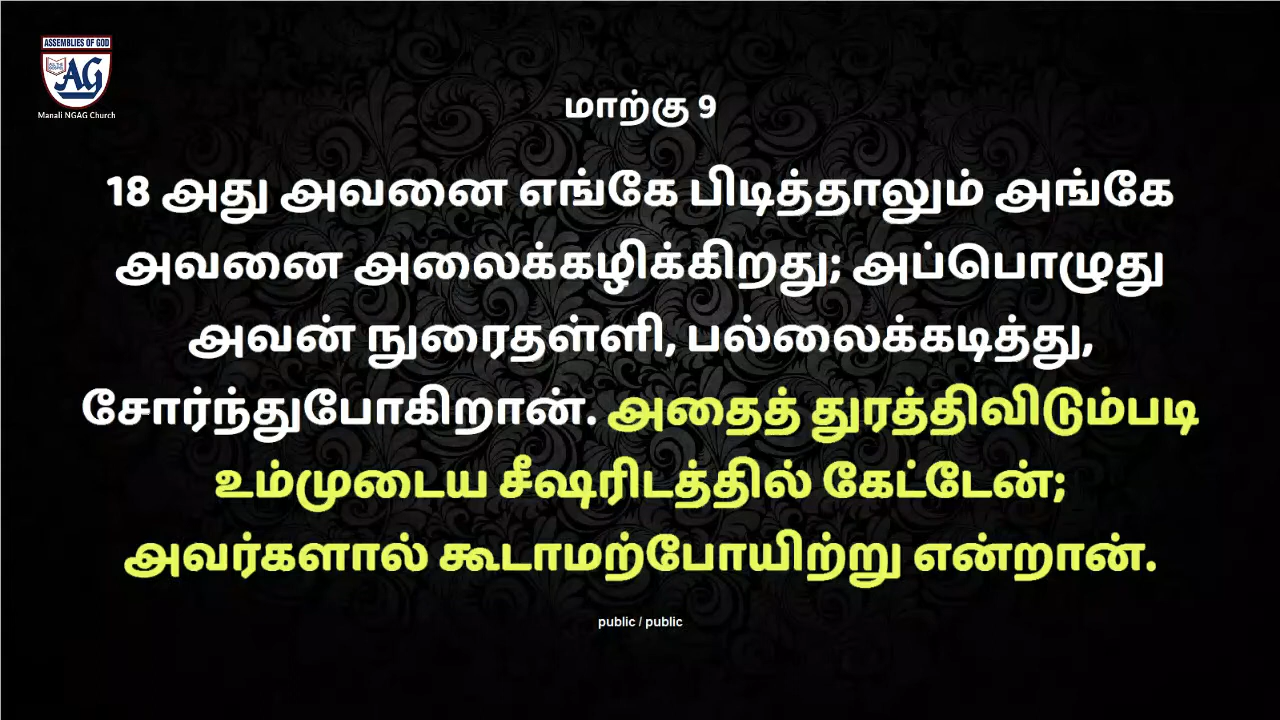 ASSEMBLIES OF GOD
AG
Manali NGAG Church
மாற்கு 9
18 அது அவனை எங்கே பிடித்தாலும் அங்கே
அவனை அலைக்கழிக்கிறது; அப்பொழுது
அவன் நுரைதள்ளி, பல்லைக்கடித்து,
சோர்ந்துபோகிறான். அதைத் துரத்திவிடும்படி
உம்முடைய சீஷரிடத்தில் கேட்டேன்;
அவர்களால் கூடாமற்போயிற்று என்றான்.
public / public